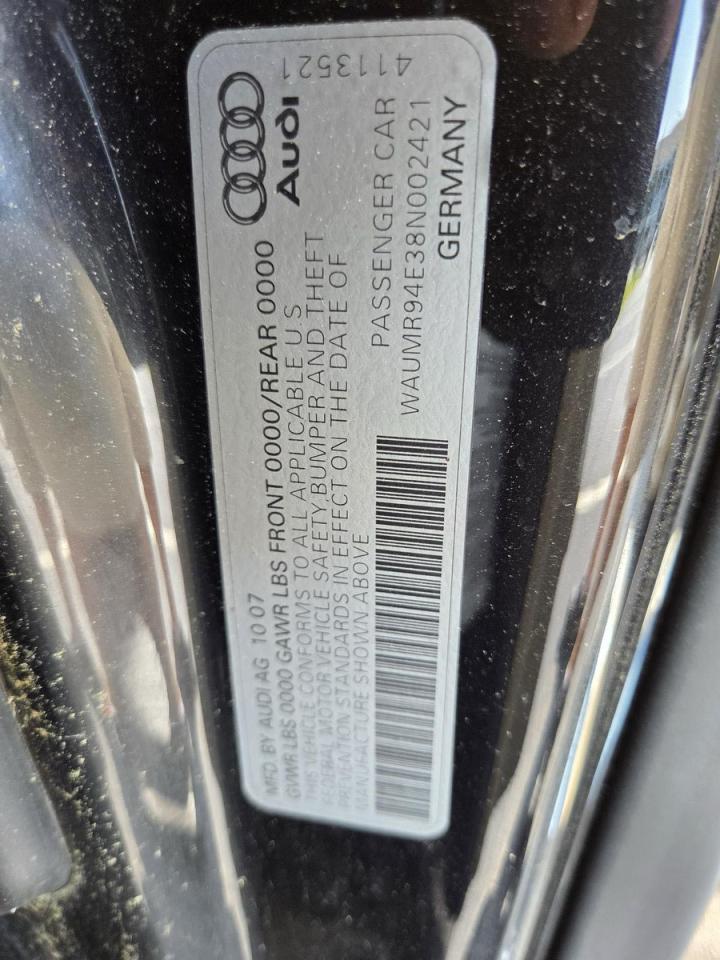 4113521
Audi
MFD BY AUDI AG 10 07
GVWR LBS 0000 GAWR LBS FRONT 0000/REAR 0000
THIS VEHICLE CONFORMS TO ALL APPLICABLE U S
FEDERAL MOTOR VEHICLE SAFETY,BUMPER AND THEFT
PREVENTION STANDARDS IN EFFECT ON THE DATE OF
MANUFACTURE SHOWN ABOVE
PASSENGER CAR
WAUMR94E38N002421
GERMANY